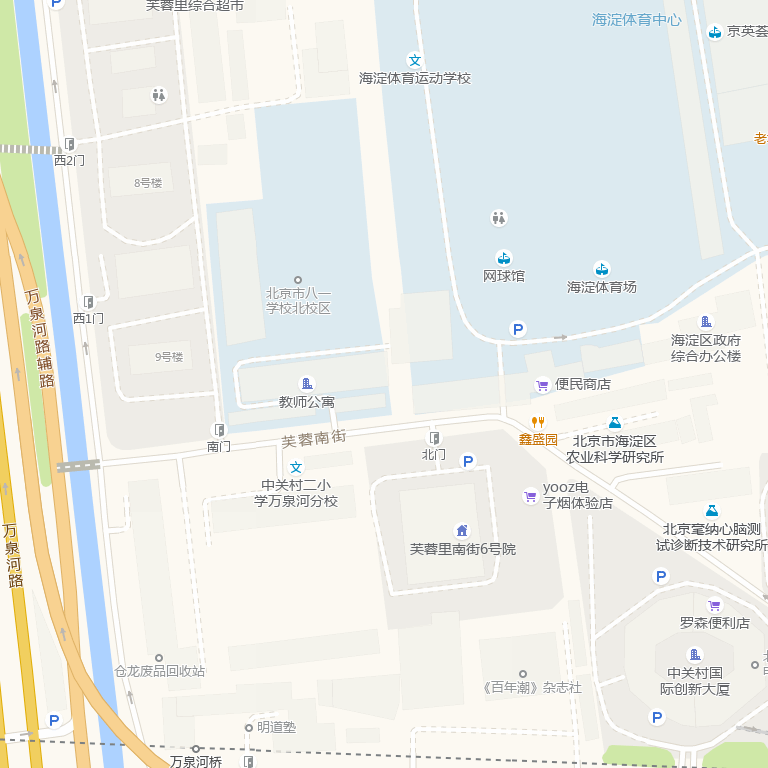 P
芙蓉里综合超市
海淀体育中心
京英荟
文
海淀体育运动学校
老
西2门
8号楼
网球馆
海淀体育场
北京市八一
学校北校区
万泉河路辅路
西1门
P
海淀区政府
综合办公楼
9号楼
便民商店
教师公寓
鑫盛园
南门
芙蓉南街
北门
北京市海淀区
农业科学研究所
P
文
中关村二小
学万泉河分校
yooz电
子烟体验店
北京毫纳心脑测
试诊断技术研究所
万泉河路
芙蓉里南街6号院
P
罗森便利店
仓龙废品回收站
中关村国
际创新大厦
北
《百年潮》杂志社
P
P
明道塾
万泉河桥